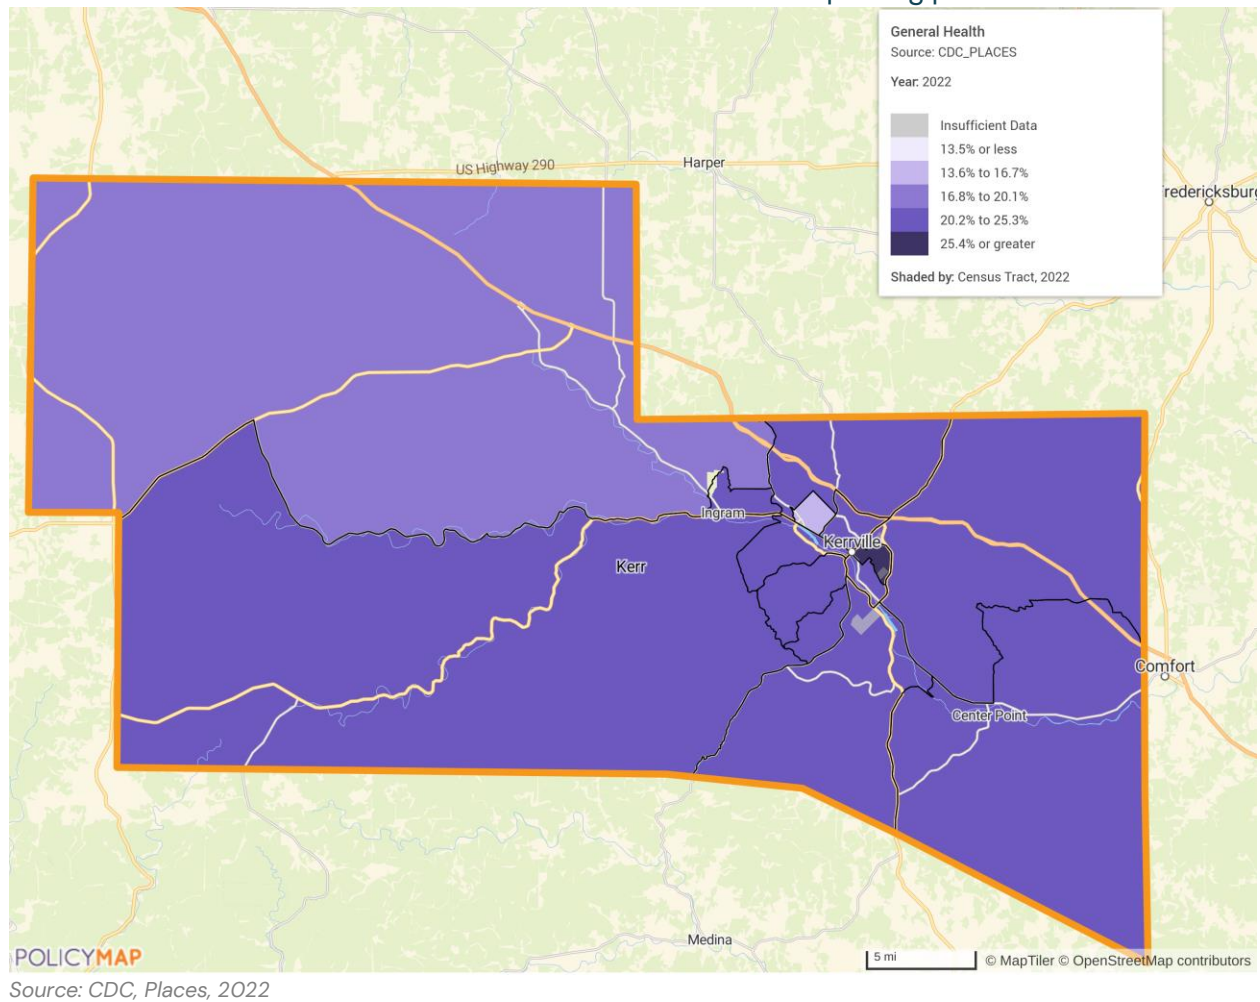 General Health
Source: CDC_PLACES
Year: 2022
Insufficient Data
13.5% or less
13.6% to 16.7%
16.8% to 20.1%
20.2% to 25.3%
25.4% or greater
Shaded by: Census Tract, 2022
US Highway 290
Harper
Fredericksburg
Ingram
Kerrville
Kerr
Comfort
Center Point
Medina
POLICYMAP
5 mi
© MapTiler © OpenStreetMap contributors
Source: CDC, Places, 2022